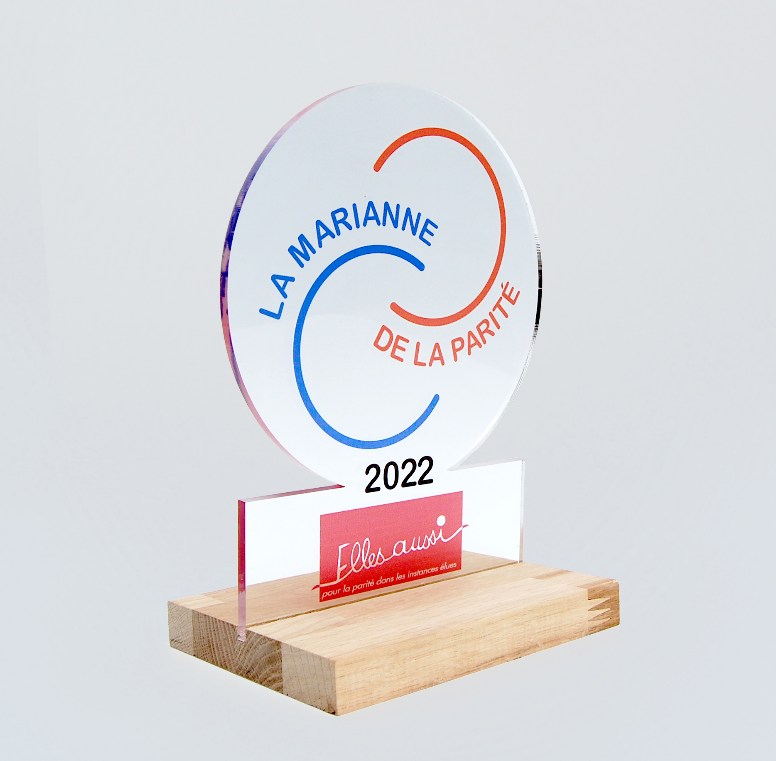 LA MARIANNE
DE LA PARITÉ
2022
Elles aussi
pour la parité dans les instances élues